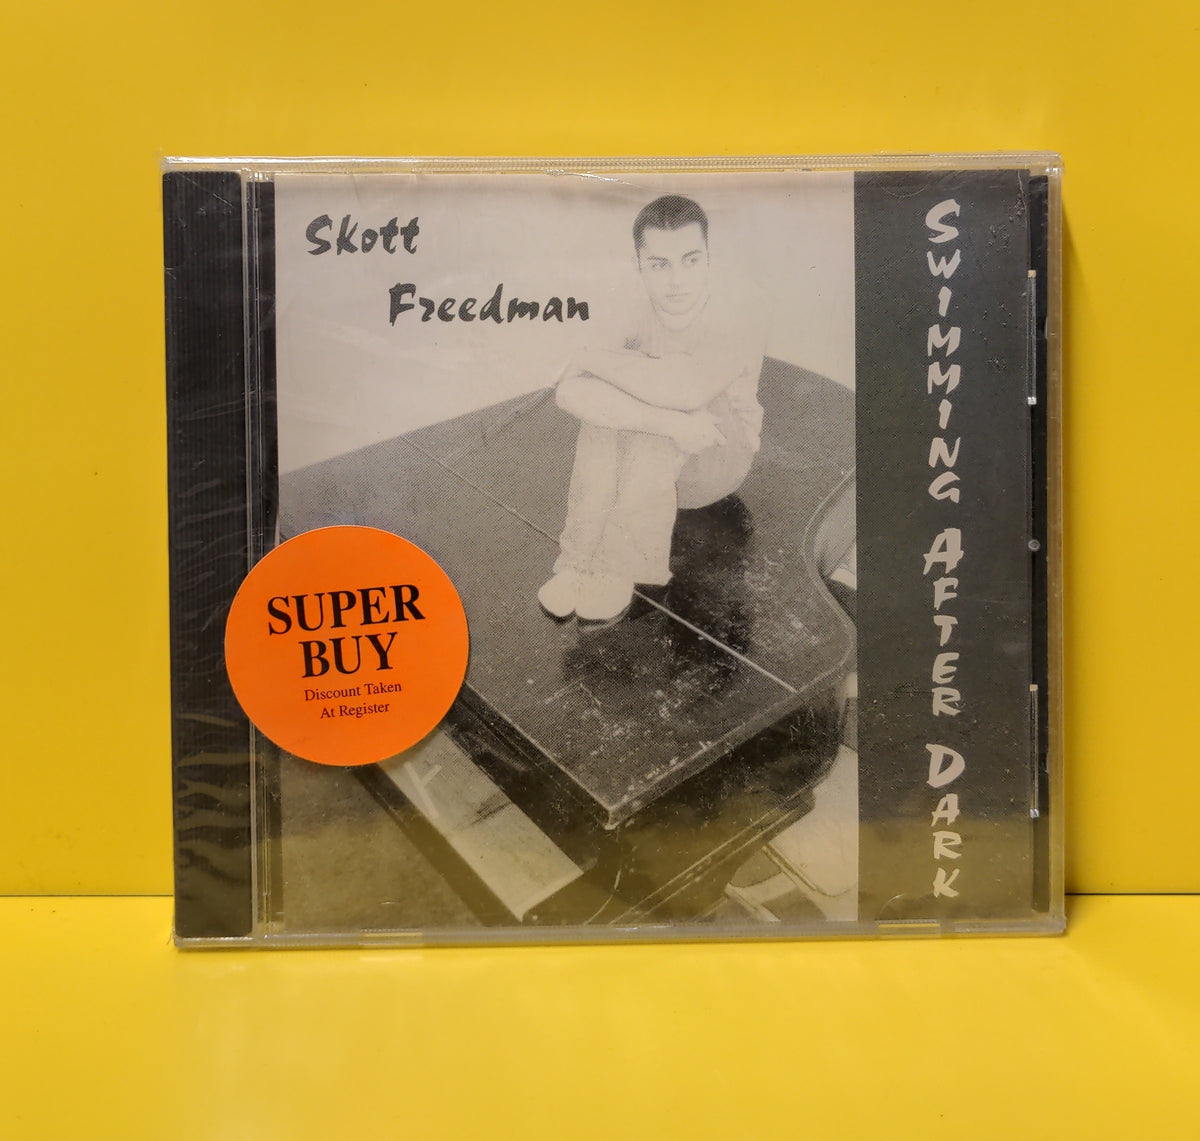 Skott
Freedman
SWIMMING AFTER DARK
SUPER
BUY
Discount Taken
At Register